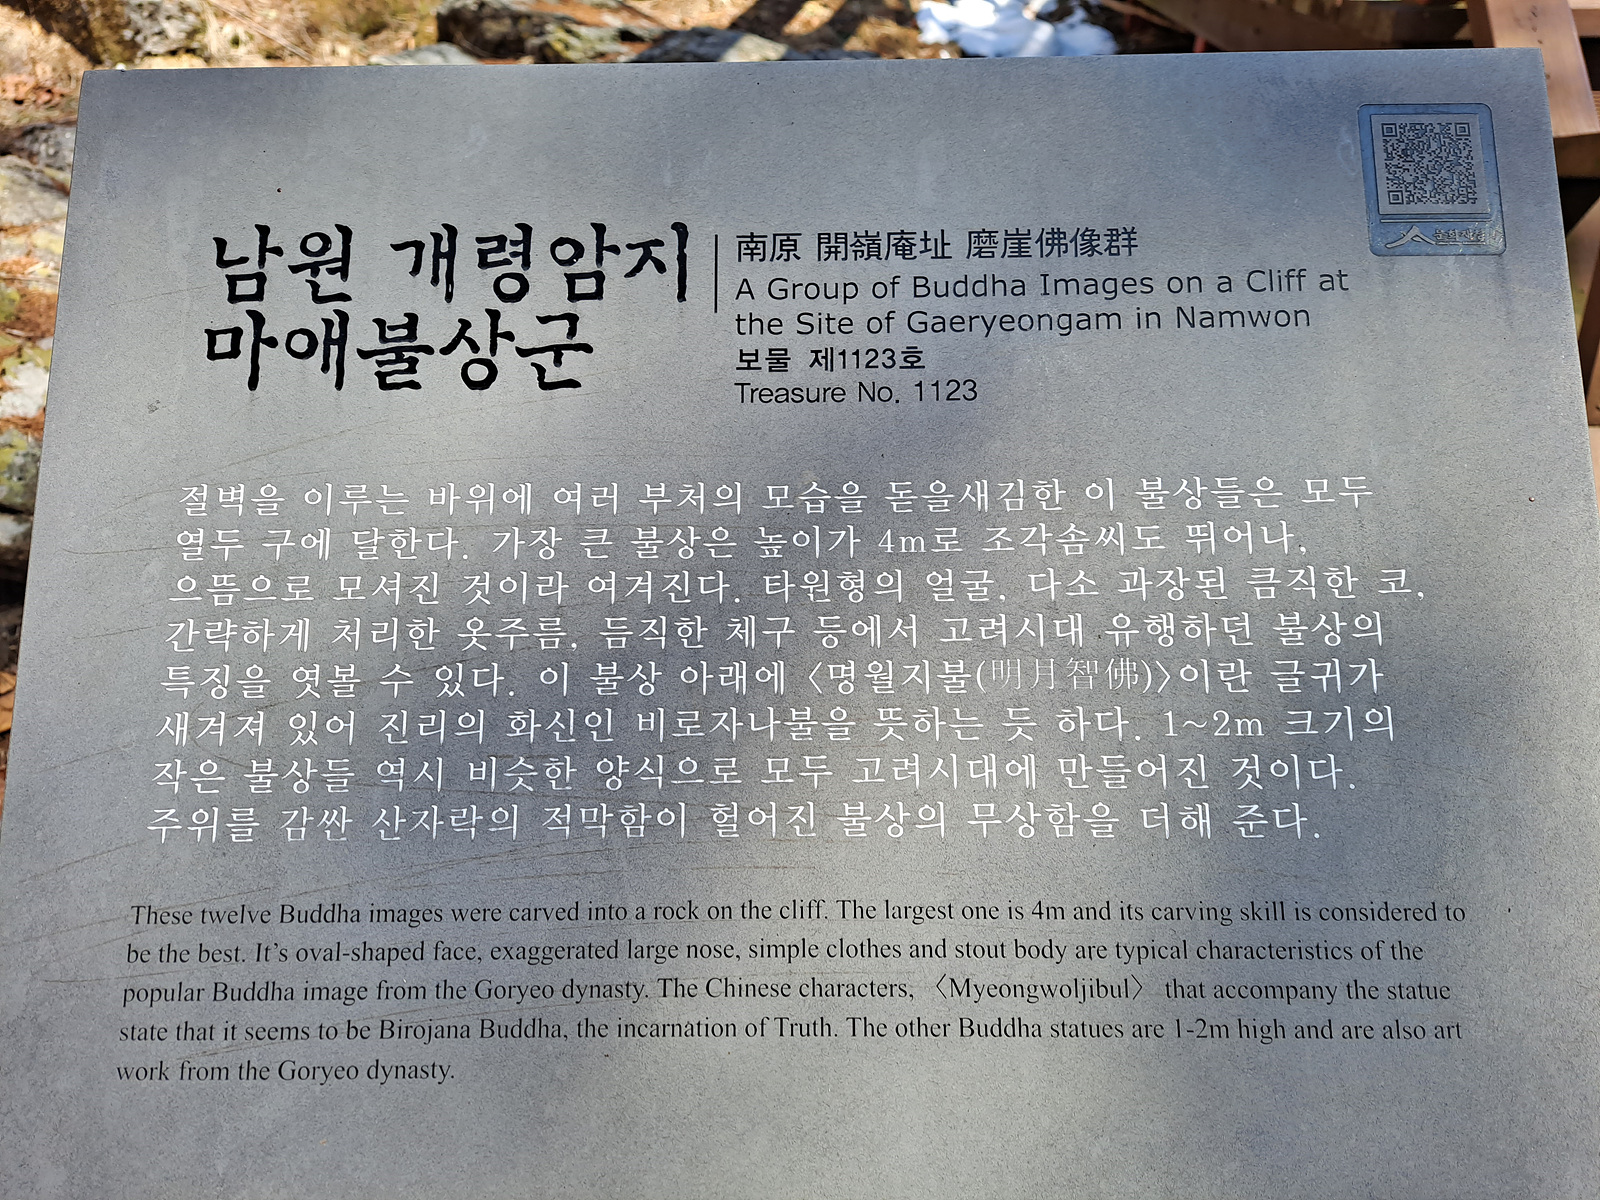 남원 개령암지
마애불상군
南原 開嶺庵址 磨崖佛像群
A Group of Buddha Images on a Cliff at
the Site of Gaeryeongam in Namwon
보물 제1123호
Treasure No. 1123
문화재청
절벽을 이루는 바위에 여러 부처의 모습을 돋을새김한 이 불상들은 모두
열두 구에 달한다. 가장 큰 불상은 높이가 4m로 조각솜씨도 뛰어나,
으뜸으로 모셔진 것이라 여겨진다. 타원형의 얼굴, 다소 과장된 큼직한 코,
간략하게 처리한 옷주름, 듬직한 체구 등에서 고려시대 유행하던 불상의
특징을 엿볼 수 있다. 이 불상 아래에 〈명월지불(明月智佛)〉이란 글귀가
새겨져 있어 진리의 화신인 비로자나불을 뜻하는 듯 하다. 1~2m 크기의
작은 불상들 역시 비슷한 양식으로 모두 고려시대에 만들어진 것이다.
주위를 감싼 산자락의 적막함이 헐어진 불상의 무상함을 더해 준다.
These twelve Buddha images were carved into a rock on the cliff. The largest one is 4m and its carving skill is considered to
be the best. It's oval-shaped face, exaggerated large nose, simple clothes and stout body are typical characteristics of the
popular Buddha image from the Goryeo dynasty. The Chinese characters, 〈Myeongwoljibul〉 that accompany the statue
state that it seems to be Birojana Buddha, the incarnation of Truth. The other Buddha statues are 1-2m high and are also art
work from the Goryeo dynasty.